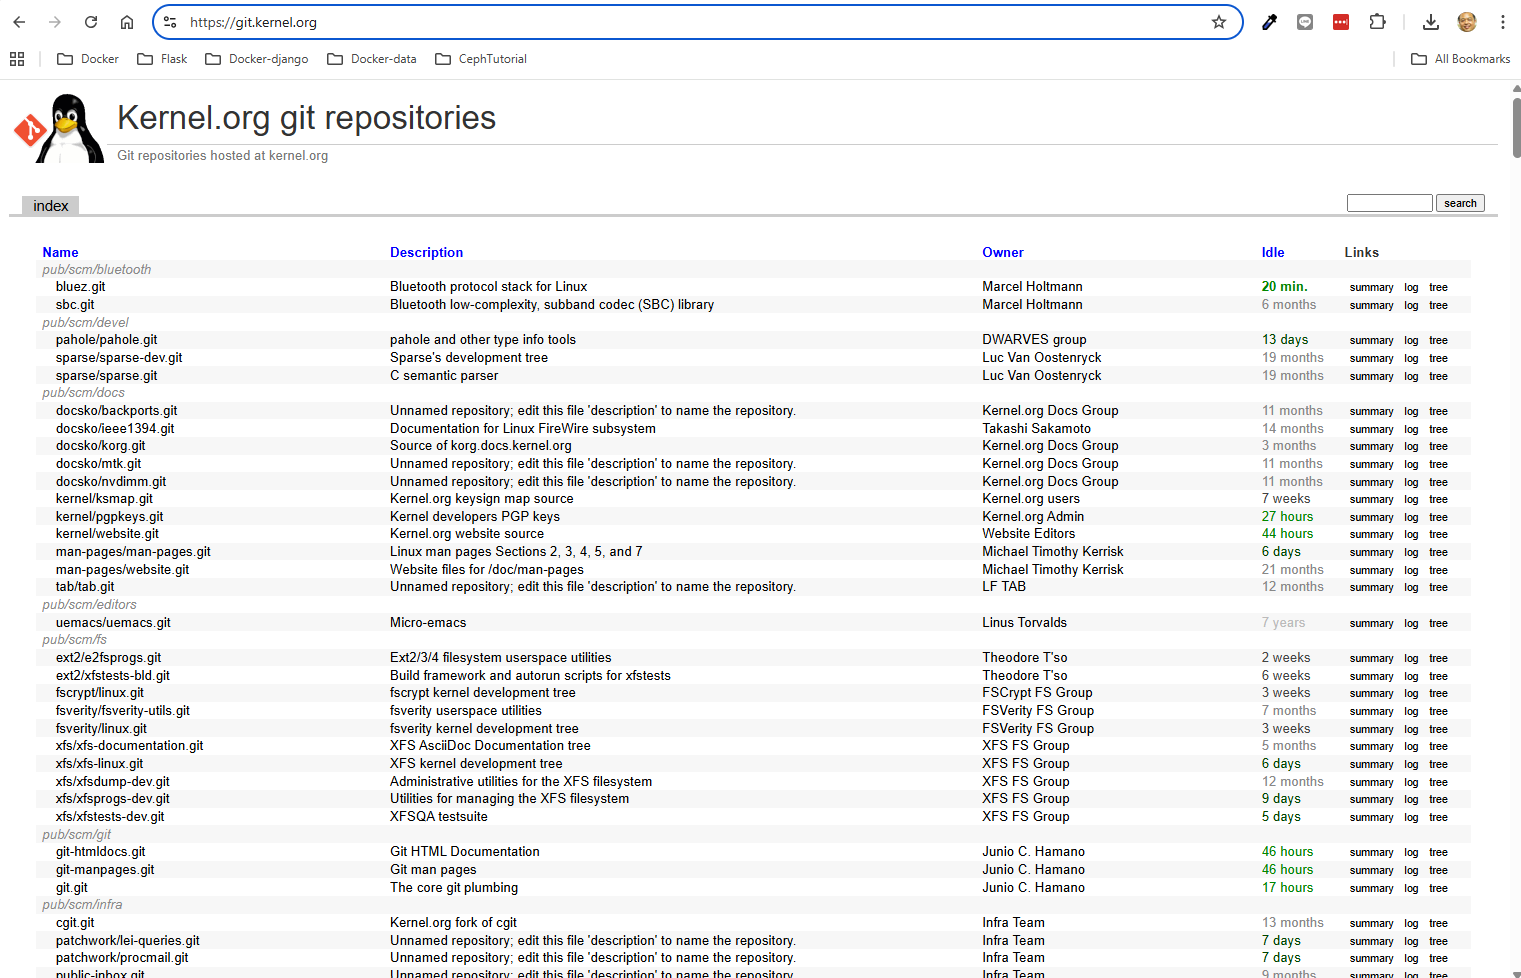 https://git.kernel.org
Docker Flask Docker-django Docker-data CephTutorial All Bookmarks
Kernel.org git repositories
Git repositories hosted at kernel.org
index search
Name Description Owner Idle Links
pub/scm/bluetooth
bluez.git Bluetooth protocol stack for Linux Marcel Holtmann 20 min. summary log tree
sbc.git Bluetooth low-complexity, subband codec (SBC) library Marcel Holtmann 6 months summary log tree
pub/scm/devel
pahole/pahole.git pahole and other type info tools DWARVES group 13 days summary log tree
sparse/sparse-dev.git Sparse's development tree Luc Van Oostenryck 19 months summary log tree
sparse/sparse.git C semantic parser Luc Van Oostenryck 19 months summary log tree
pub/scm/docs
docsko/backports.git Unnamed repository; edit this file 'description' to name the repository. Kernel.org Docs Group 11 months summary log tree
docsko/ieee1394.git Documentation for Linux FireWire subsystem Takashi Sakamoto 14 months summary log tree
docsko/korg.git Source of korg.docs.kernel.org Kernel.org Docs Group 3 months summary log tree
docsko/mtk.git Unnamed repository; edit this file 'description' to name the repository. Kernel.org Docs Group 11 months summary log tree
docsko/nvdimm.git Unnamed repository; edit this file 'description' to name the repository. Kernel.org Docs Group 11 months summary log tree
kernel/ksmap.git Kernel.org keysign map source Kernel.org users 7 weeks summary log tree
kernel/pgpkeys.git Kernel developers PGP keys Kernel.org Admin 27 hours summary log tree
kernel/website.git Kernel.org website source Website Editors 44 hours summary log tree
man-pages/man-pages.git Linux man pages Sections 2, 3, 4, 5, and 7 Michael Timothy Kerrisk 6 days summary log tree
man-pages/website.git Website files for /doc/man-pages Michael Timothy Kerrisk 21 months summary log tree
tab/tab.git Unnamed repository; edit this file 'description' to name the repository. LF TAB 12 months summary log tree
pub/scm/editors
uemacs/uemacs.git Micro-emacs Linus Torvalds 7 years summary log tree
pub/scm/fs
ext2/e2fsprogs.git Ext2/3/4 filesystem userspace utilities Theodore T'so 2 weeks summary log tree
ext2/xfstests-bld.git Build framework and autorun scripts for xfstests Theodore T'so 6 weeks summary log tree
fscrypt/linux.git fscrypt kernel development tree FSCrypt FS Group 3 weeks summary log tree
fsverity/fsverity-utils.git fsverity userspace utilities FSVerity FS Group 7 months summary log tree
fsverity/linux.git fsverity kernel development tree FSVerity FS Group 3 weeks summary log tree
xfs/xfs-documentation.git XFS AsciiDoc Documentation tree XFS FS Group 5 months summary log tree
xfs/xfs-linux.git XFS kernel development tree XFS FS Group 6 days summary log tree
xfs/xfsdump-dev.git Administrative utilities for the XFS filesystem XFS FS Group 12 months summary log tree
xfs/xfsprogs-dev.git Utilities for managing the XFS filesystem XFS FS Group 9 days summary log tree
xfs/xfstests-dev.git XFSQA testsuite XFS FS Group 5 days summary log tree
pub/scm/git
git-htmldocs.git Git HTML Documentation Junio C. Hamano 46 hours summary log tree
git-manpages.git Git man pages Junio C. Hamano 46 hours summary log tree
git.git The core git plumbing Junio C. Hamano 17 hours summary log tree
pub/scm/infra
cgit.git Kernel.org fork of cgit Infra Team 13 months summary log tree
patchwork/lei-queries.git Unnamed repository; edit this file 'description' to name the repository. Infra Team 7 days summary log tree
patchwork/procmail.git Unnamed repository; edit this file 'description' to name the repository. Infra Team 7 days summary log tree
public-inbox.git Unnamed repository; edit this file 'description' to name the repository. Infra Team 9 months summary log tree